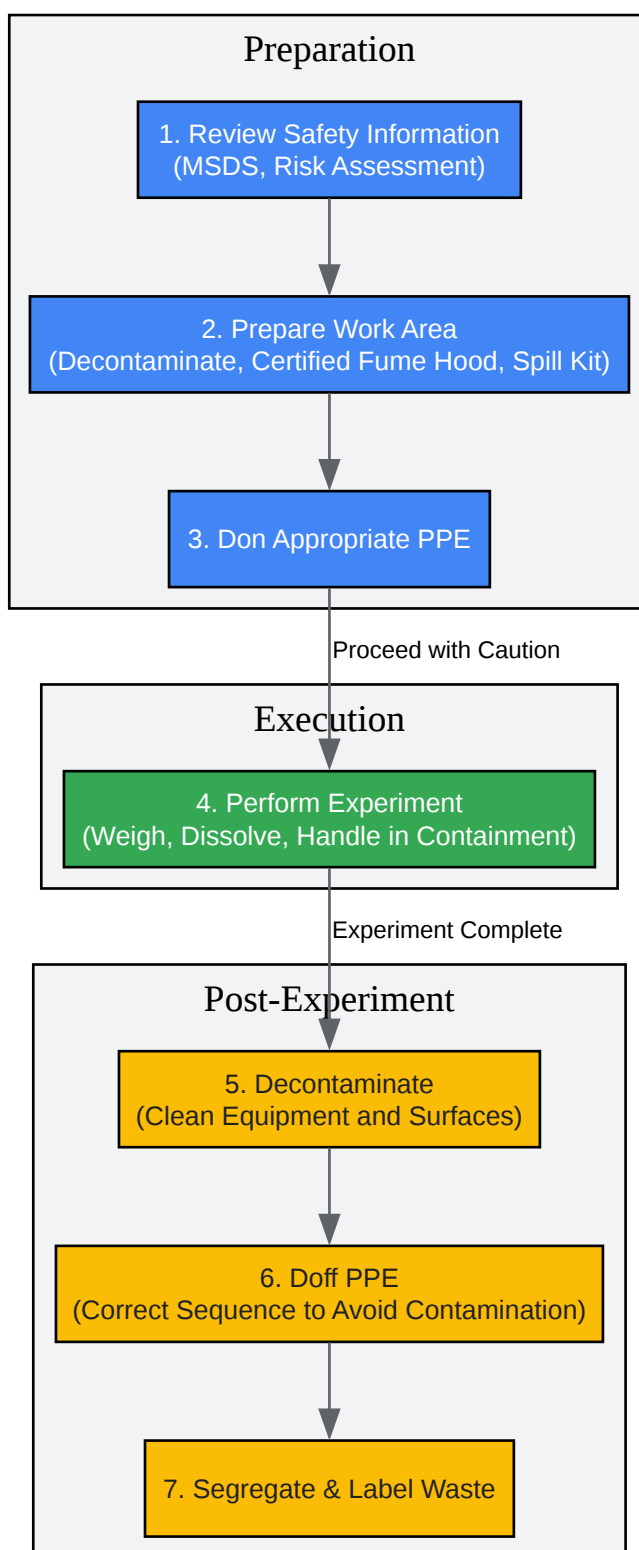 Preparation
1. Review Safety Information
(MSDS, Risk Assessment)
2. Prepare Work Area
(Decontaminate, Certified Fume Hood, Spill Kit)
3. Don Appropriate PPE
Proceed with Caution
Execution
4. Perform Experiment
(Weigh, Dissolve, Handle in Containment)
Experiment Complete
Post-Experiment
5. Decontaminate
(Clean Equipment and Surfaces)
6. Doff PPE
(Correct Sequence to Avoid Contamination)
7. Segregate & Label Waste